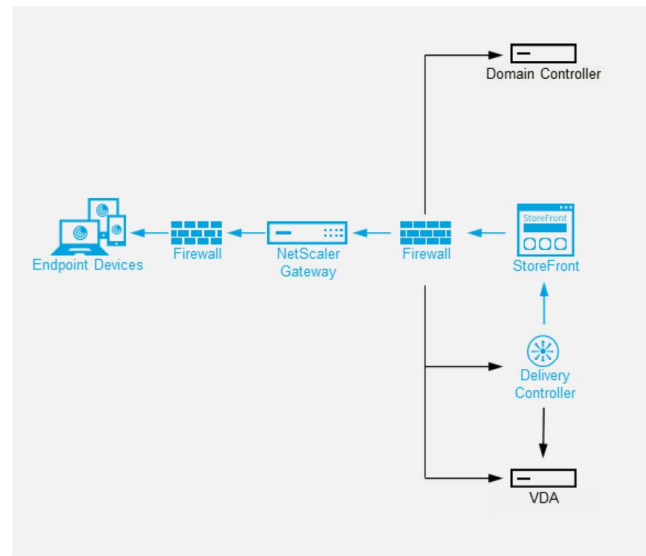 Domain Controller
StoreFront
Endpoint Devices
Firewall
NetScaler
Gateway
Firewall
StoreFront
Delivery
Controller
VDA